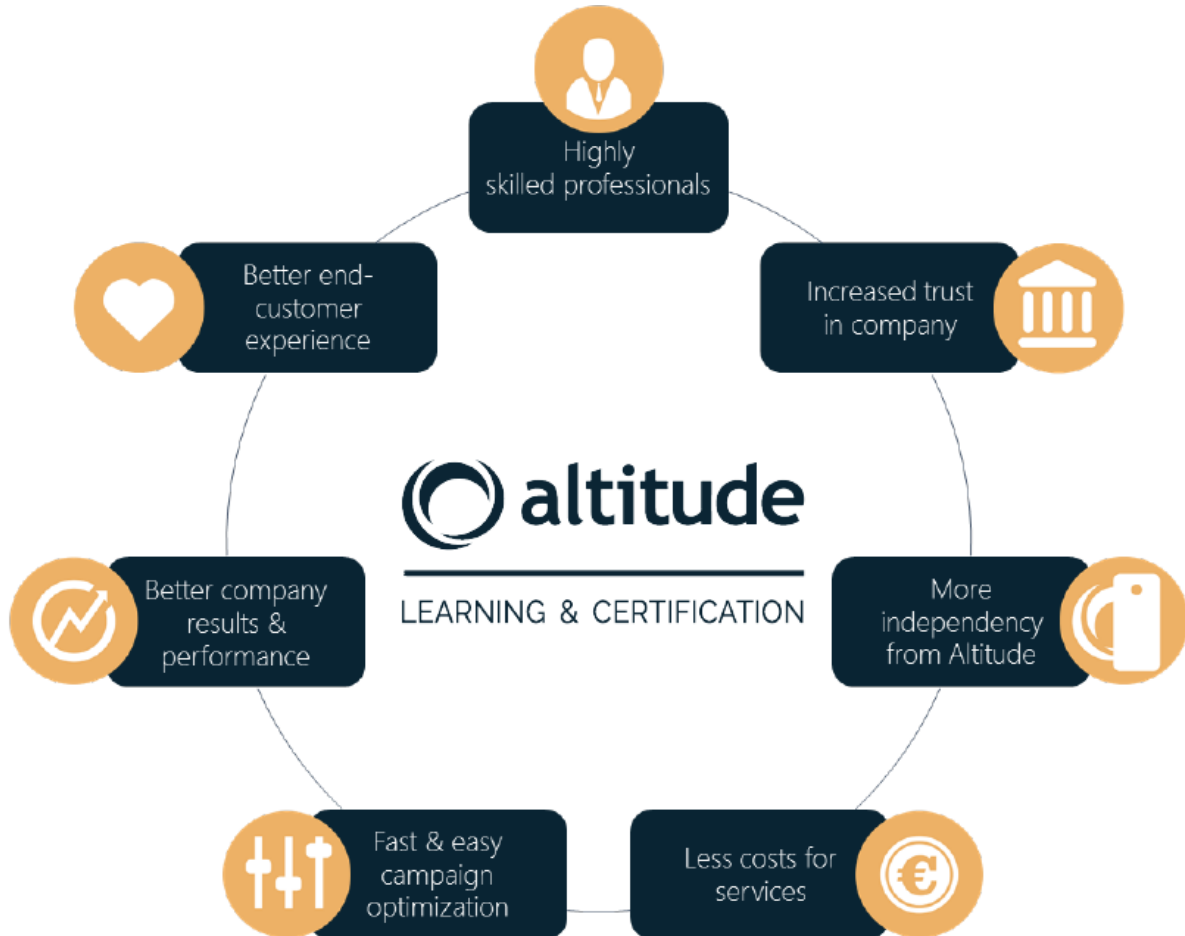 Highly
skilled professionals
Better end-
customer
experience
Increased trust
in company
altitude
LEARNING & CERTIFICATION
Better company
results &
performance
More
independency
from Altitude
Fast & easy
campaign
optimization
Less costs for
services
€